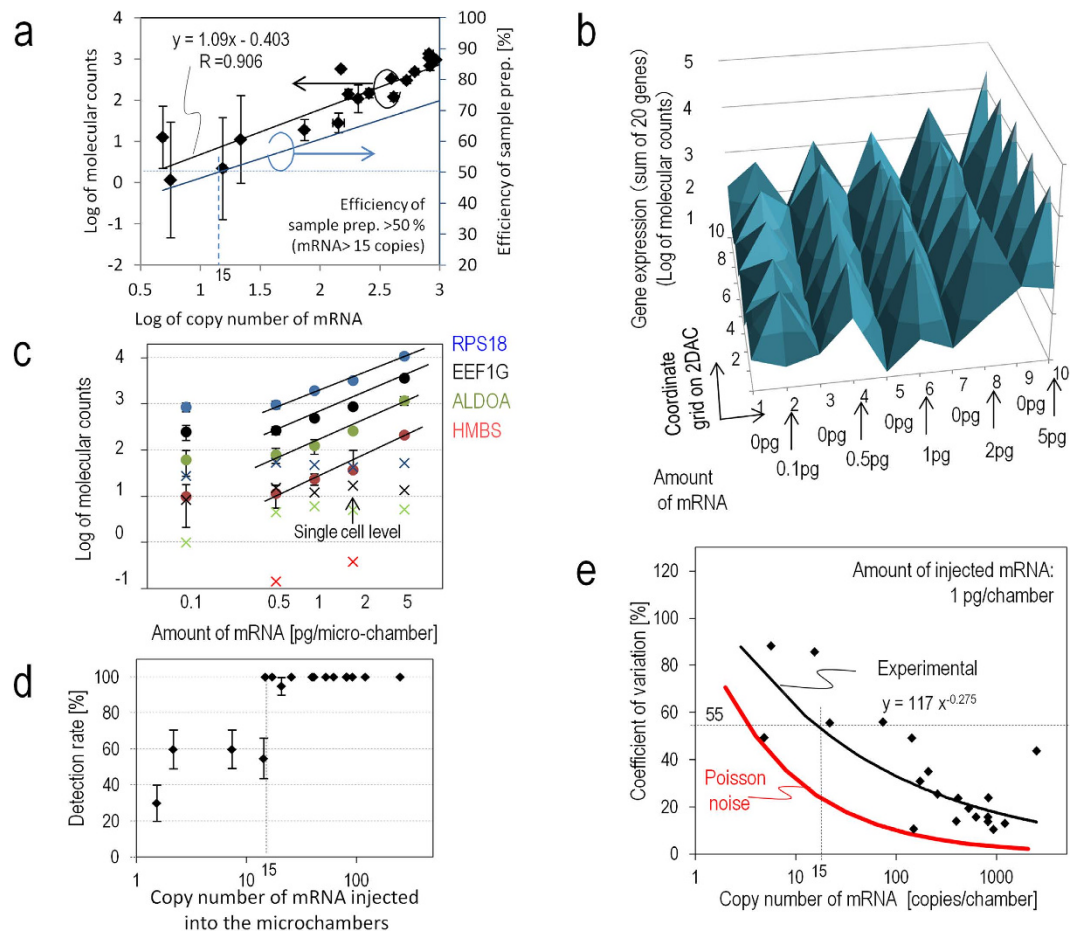 a
y = 1.09x - 0.403
R =0.906
Log of molecular counts
4
3
2
1
0
-1
-2
100
90
80
70
60
50
40
30
20
Efficiency of sample prep. [%]
Efficiency of
sample prep. >50 %
(mRNA> 15 copies)
15
0.5
1
1.5
2
2.5
3
Log of copy number of mRNA
b
Gene expression (sum of 20 genes)
(Log of molecular counts)
5
4
3
2
1
10
8
6
4
2
Coordinate
grid on 2DAC
1
2
3
4
5
6
7
8
9
10
0pg
0pg
0pg
0pg
0pg
0.1pg
0.5pg
1pg
2pg
5pg
Amount
of mRNA
c
RPS18
EEF1G
ALDOA
HMBS
Log of molecular counts
4
3
2
1
0
-1
Single cell level
0.1
0.5
1
2
5
Amount of mRNA [pg/micro-chamber]
d
Detection rate [%]
100
80
60
40
20
0
1
10
15
100
Copy number of mRNA injected
into the microchambers
e
Coefficient of variation [%]
120
100
80
60
40
20
0
55
Amount of injected mRNA:
1 pg/chamber
Experimental
y = 117 x-0.275
Poisson
noise
1
10
15
100
1000
Copy number of mRNA [copies/chamber]